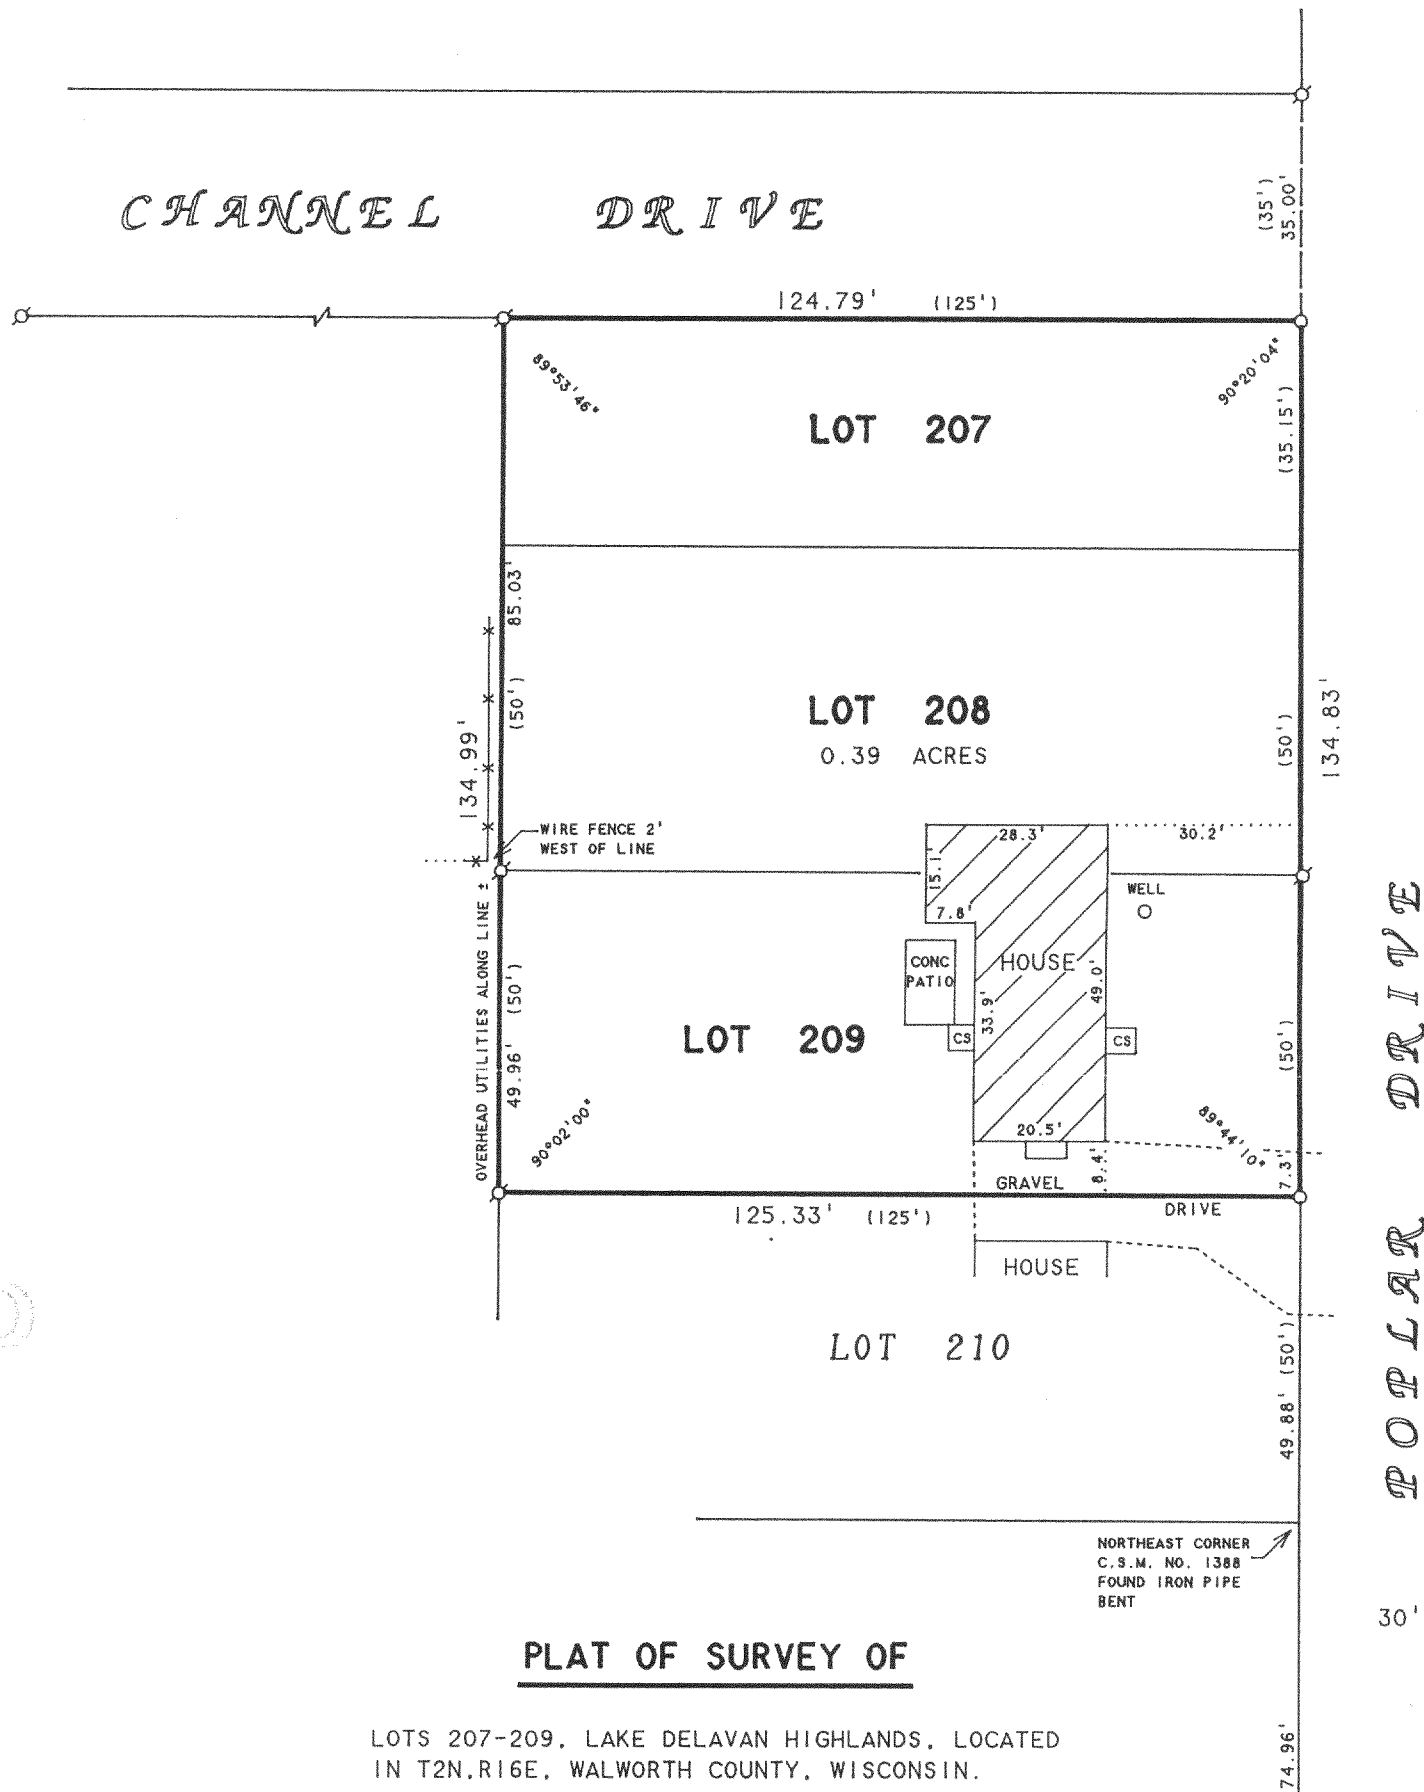 CHANNEL DRIVE
(35')
35.00'
124.79' (125')
89°53'46"
90°20'04"
LOT 207
(35.15')
85.03'
(50')
134.99'
LOT 208
0.39 ACRES
(50')
134.83'
WIRE FENCE 2'
WEST OF LINE
28.3'
30.2'
15.1'
7.8'
WELL
HOUSE
CONC
PATIO
33.9'
49.0'
CS
CS
OVERHEAD UTILITIES ALONG LINE ±
49.96' (50')
LOT 209
(50')
90°02'00"
20.5'
89°44'10"
8.4'
7.3'
GRAVEL
DRIVE
125.33' (125')
HOUSE
POPLAR DRIVE
LOT 210
49.88' (50')
NORTHEAST CORNER
C.S.M. NO. 1388
FOUND IRON PIPE
BENT
30'
PLAT OF SURVEY OF
LOTS 207-209, LAKE DELAVAN HIGHLANDS, LOCATED
IN T2N,R16E, WALWORTH COUNTY, WISCONSIN.
74.96'